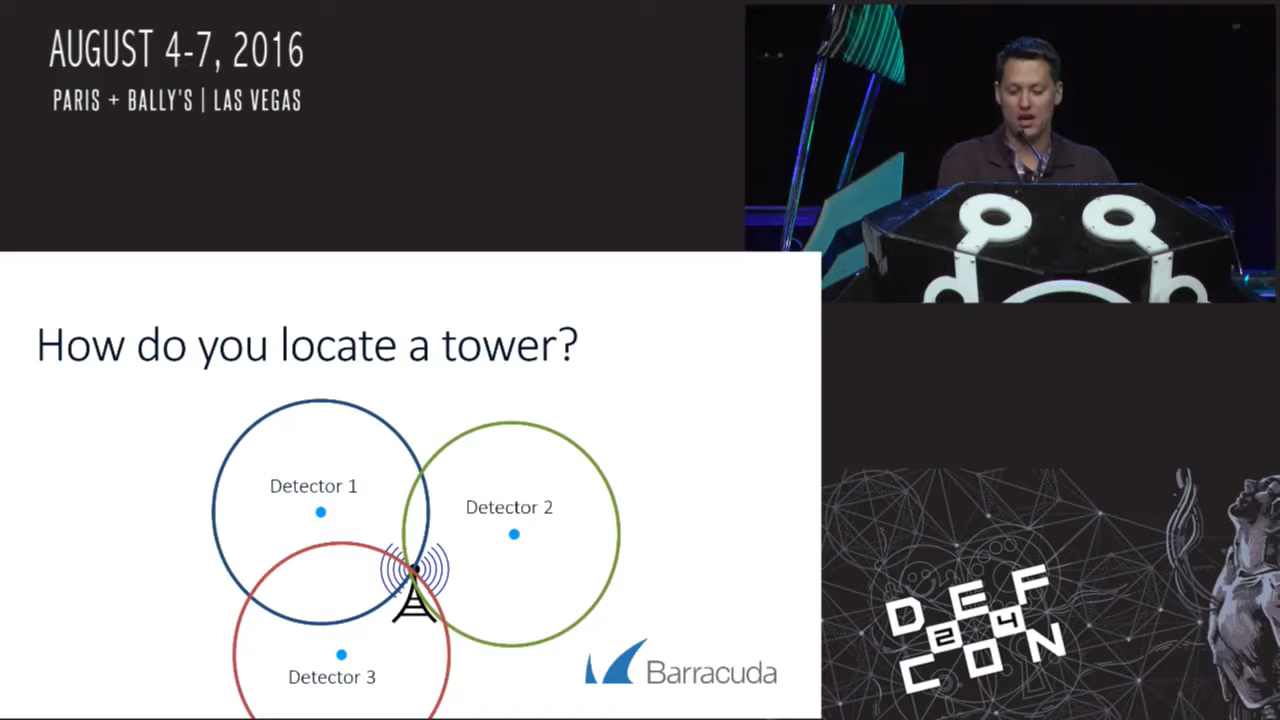 AUGUST 4-7, 2016
PARIS + BALLY'S | LAS VEGAS
How do you locate a tower?
Detector 1
Detector 2
Detector 3
Barracuda
DEF
24
CON